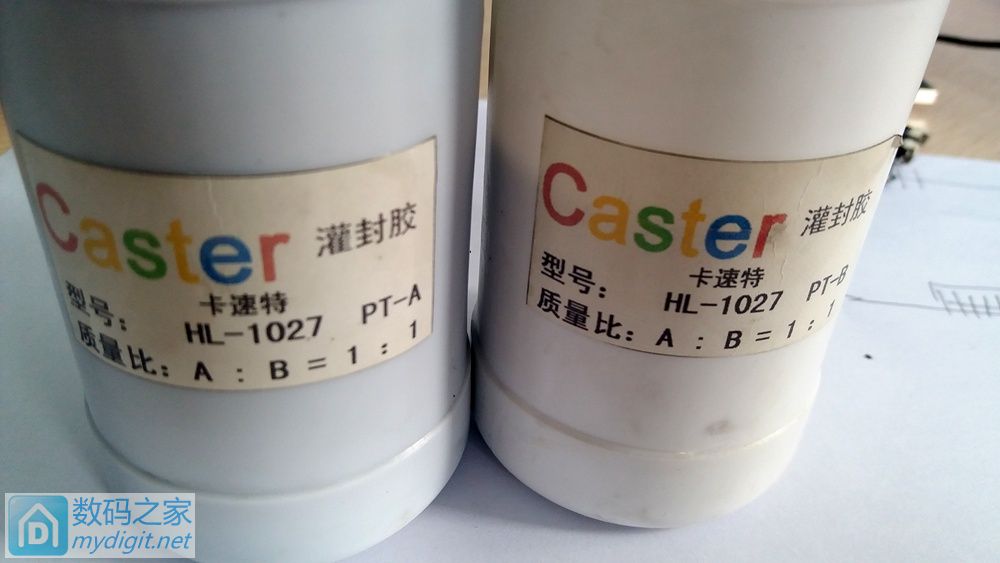 Caster 灌封胶
卡速特
型号: HL-1027 PT-A
质量比: A : B = 1 : 1
Caster 灌封胶
卡速特
型号: HL-1027 PT-B
质量比: A : B = 1 : 1
数码之家
mydigit.net